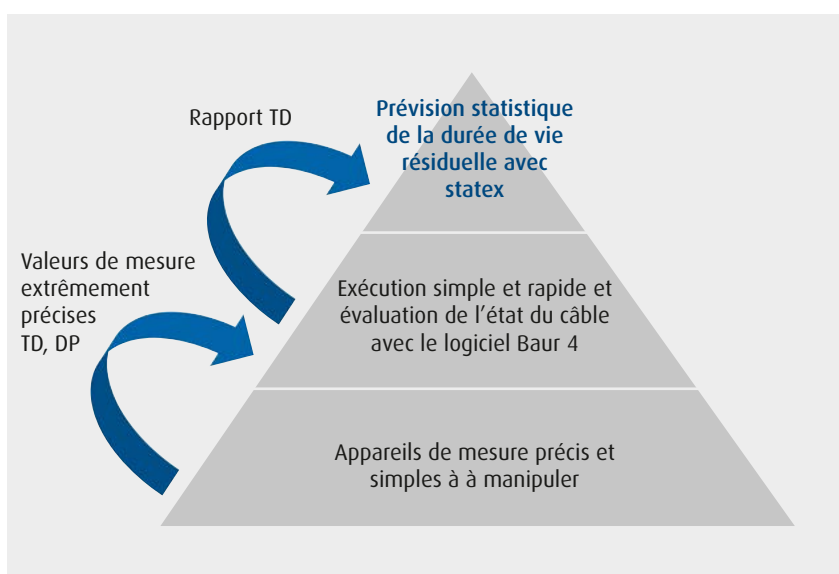 Rapport TD
Prévision statistique
de la durée de vie
résiduelle avec
statex
Valeurs de mesure
extrêmement
précises
TD, DP
Exécution simple et rapide et
évaluation de l'état du câble
avec le logiciel Baur 4
Appareils de mesure précis et
simples à à manipuler